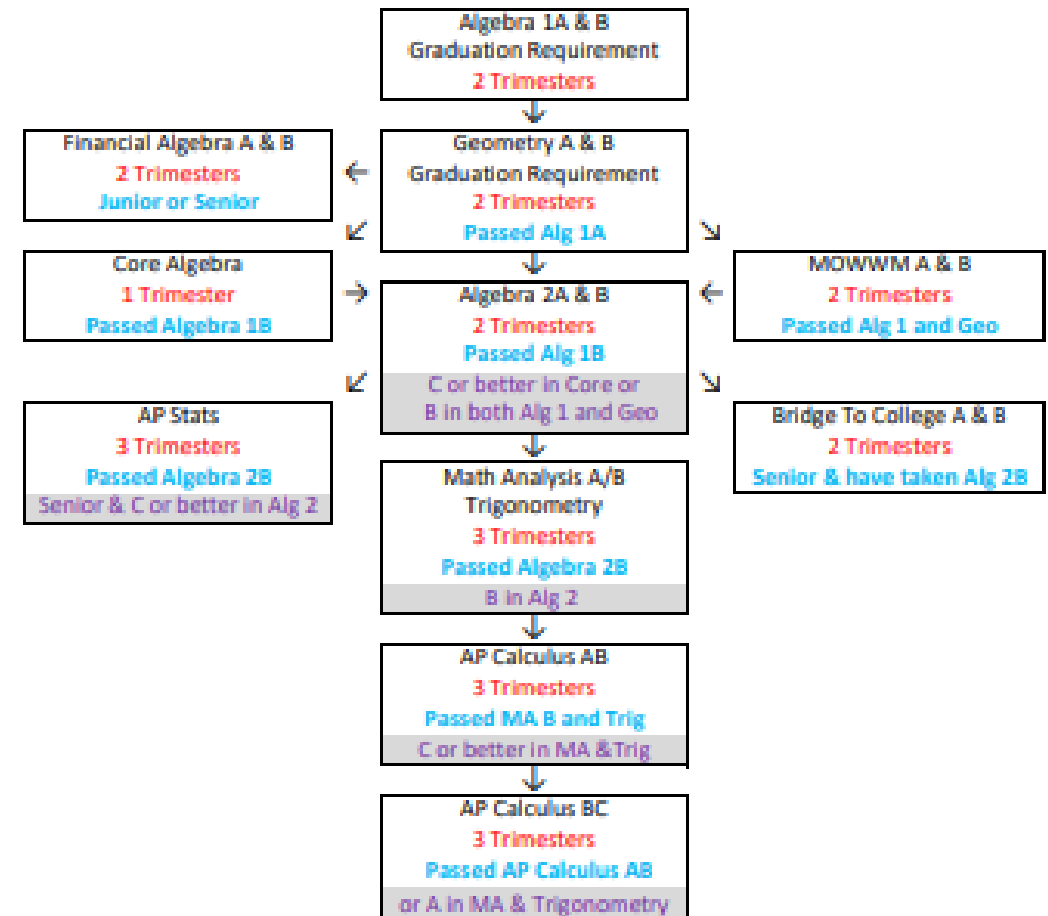 Algebra 1A & B
Graduation Requirement
2 Trimesters
Financial Algebra A & B
2 Trimesters
Junior or Senior
Geometry A & B
Graduation Requirement
2 Trimesters
Passed Alg 1A
Core Algebra
1 Trimester
Passed Algebra 1B
Algebra 2A & B
2 Trimesters
Passed Alg 1B
C or better in Core or
B in both Alg 1 and Geo
MOWWM A & B
2 Trimesters
Passed Alg 1 and Geo
AP Stats
3 Trimesters
Passed Algebra 2B
Senior & C or better in Alg 2
Bridge To College A & B
2 Trimesters
Senior & have taken Alg 2B
Math Analysis A/B
Trigonometry
3 Trimesters
Passed Algebra 2B
B in Alg 2
AP Calculus AB
3 Trimesters
Passed MA B and Trig
C or better in MA &Trig
AP Calculus BC
3 Trimesters
Passed AP Calculus AB
or A in MA & Trigonometry